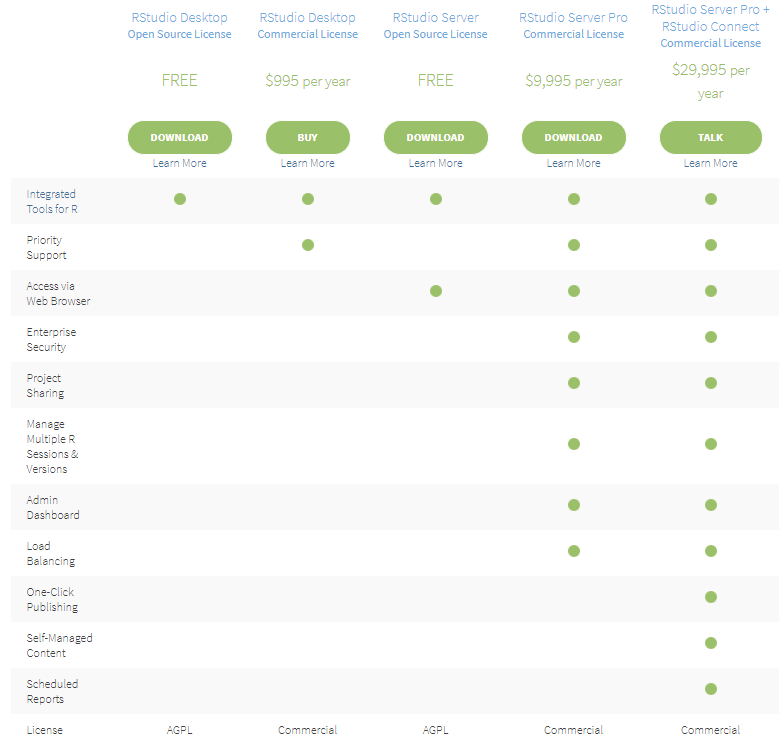 RStudio Desktop
Open Source License
RStudio Desktop
Commercial License
RStudio Server
Open Source License
RStudio Server Pro
Commercial License
RStudio Server Pro +
RStudio Connect
Commercial License
FREE
$995 per year
FREE
$9,995 per year
$29,995 per
year
DOWNLOAD
BUY
DOWNLOAD
DOWNLOAD
TALK
Learn More
Learn More
Learn More
Learn More
Learn More
Integrated
Tools for R
Priority
Support
Access via
Web Browser
Enterprise
Security
Project
Sharing
Manage
Multiple R
Sessions &
Versions
Admin
Dashboard
Load
Balancing
One-Click
Publishing
Self-Managed
Content
Scheduled
Reports
License
AGPL
Commercial
AGPL
Commercial
Commercial